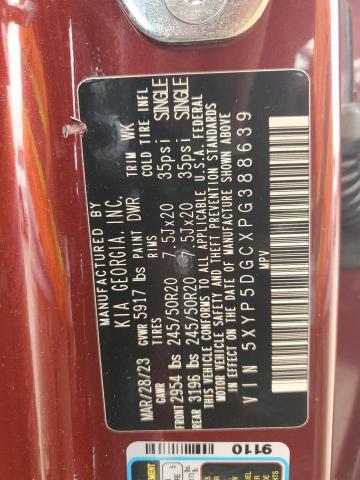 MANUFACTURED BY
KIA GEORGIA, INC.
MAR/28/23 GVWR 5917 lbs PAINT DWR TRIM WK
GAWR TIRES RIMS COLD TIRE INFL
FRONT 2954 lbs 245/50R20 7.5Jx20 35psi SINGLE
REAR 3196 lbs 245/50R20 7.5Jx20 35psi SINGLE
THIS VEHICLE CONFORMS TO ALL APPLICABLE U.S.A. FEDERAL
MOTOR VEHICLE SAFETY AND THEFT PREVENTION STANDARDS
IN EFFECT ON THE DATE OF MANUFACTURE SHOWN ABOVE
VIN 5XYP5DGCXPG388639
MPV
9110